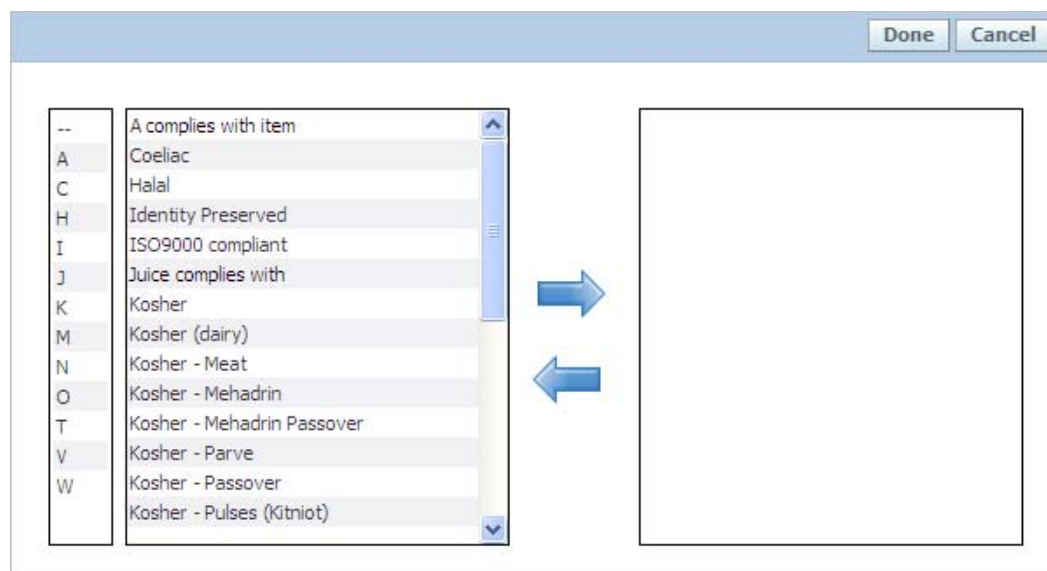 Done Cancel
--
A
C
H
I
J
K
M
N
O
T
V
W
A complies with item
Coeliac
Halal
Identity Preserved
ISO9000 compliant
Juice complies with
Kosher
Kosher (dairy)
Kosher - Meat
Kosher - Mehadrin
Kosher - Mehadrin Passover
Kosher - Parve
Kosher - Passover
Kosher - Pulses (Kitniot)